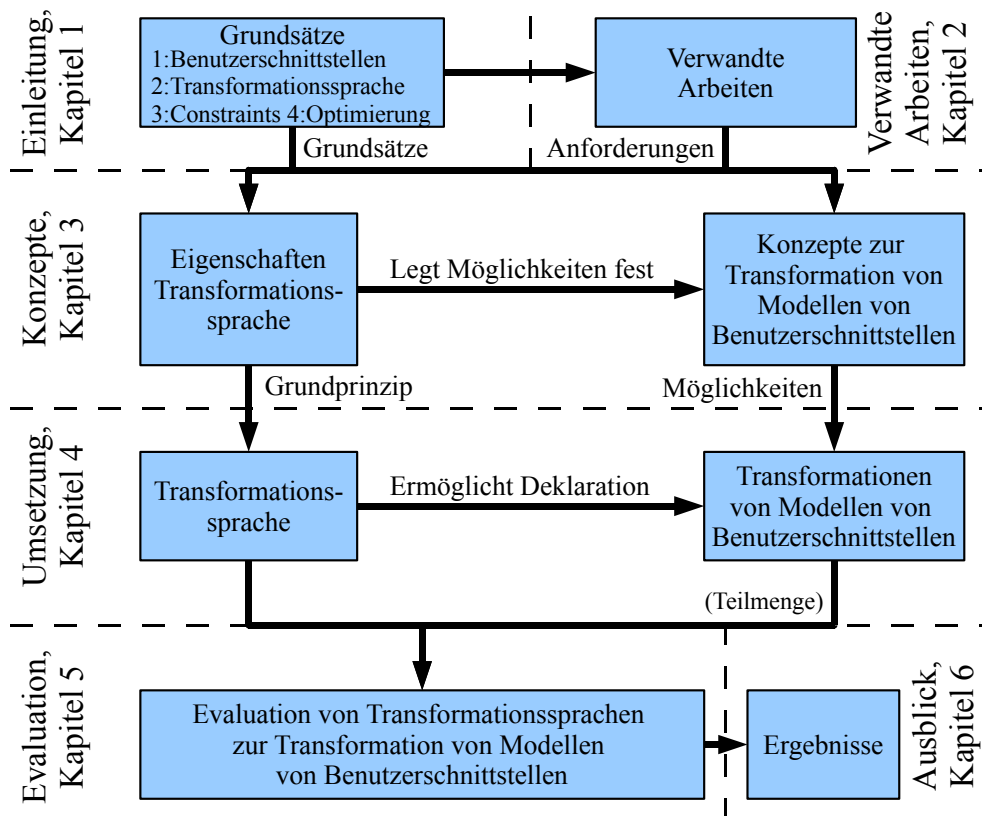 Einleitung,
Kapitel 1
Grundsätze
1:Benutzerschnittstellen
2:Transformationssprache
3:Constraints 4:Optimierung
Verwandte
Arbeiten
Verwandte
Arbeiten,
Kapitel 2
Grundsätze
Anforderungen
Konzepte,
Kapitel 3
Eigenschaften
Transformations-
sprache
Legt Möglichkeiten fest
Konzepte zur
Transformation von
Modellen von
Benutzerschnittstellen
Grundprinzip
Möglichkeiten
Umsetzung,
Kapitel 4
Transformations-
sprache
Ermöglicht Deklaration
Transformationen
von Modellen von
Benutzerschnittstellen
(Teilmenge)
Evaluation,
Kapitel 5
Evaluation von Transformationssprachen
zur Transformation von Modellen
von Benutzerschnittstellen
Ergebnisse
Ausblick,
Kapitel 6